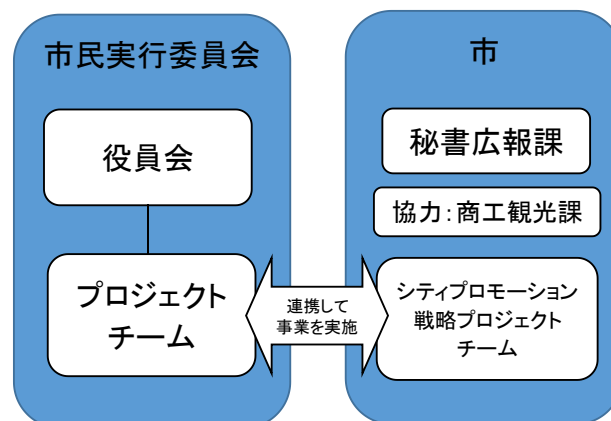 市民実行委員会
役員会
プロジェクト
チーム
連携して
事業を実施
市
秘書広報課
協力：商工観光課
シティプロモーション
戦略プロジェクト
チーム